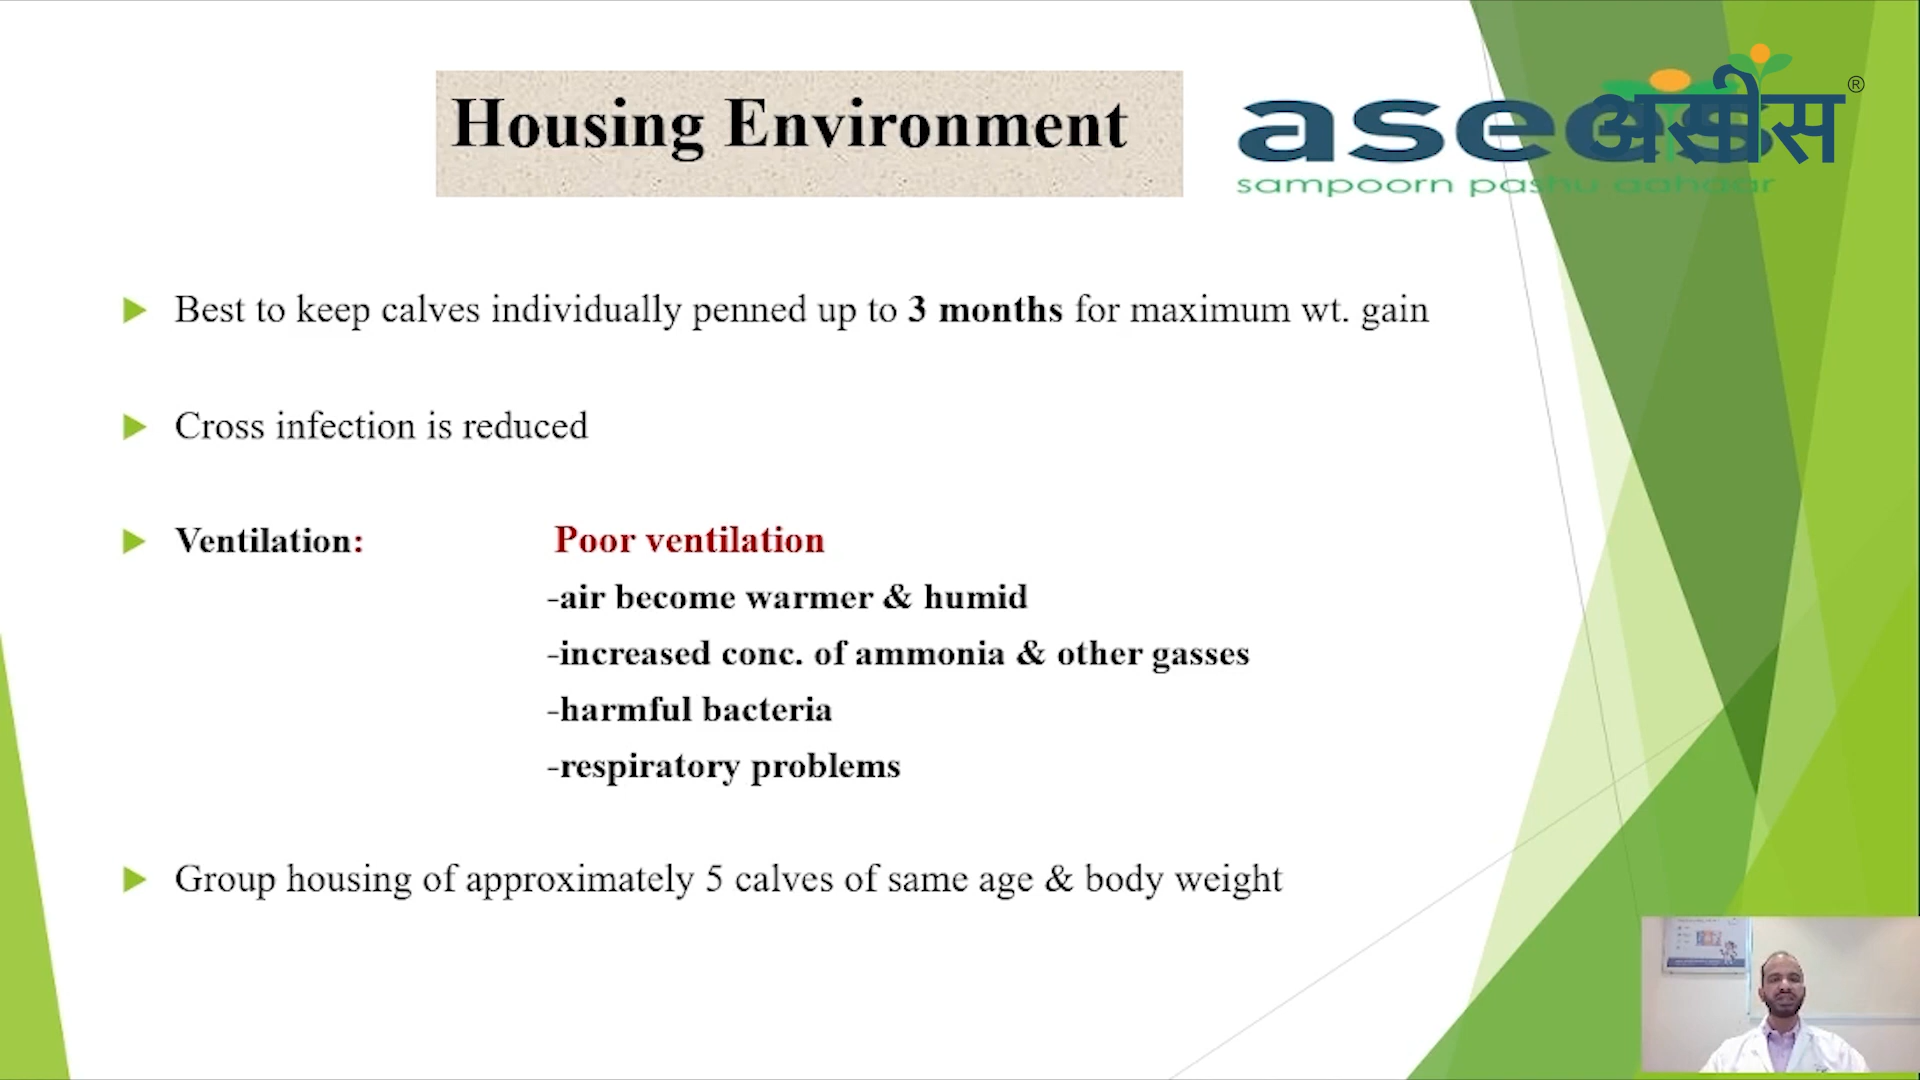 Housing Environment
asees
असीस®
sampoorn pashu aahaar
Best to keep calves individually penned up to 3 months for maximum wt. gain
Cross infection is reduced
Ventilation: Poor ventilation
-air become warmer & humid
-increased conc. of ammonia & other gasses
-harmful bacteria
-respiratory problems
Group housing of approximately 5 calves of same age & body weight